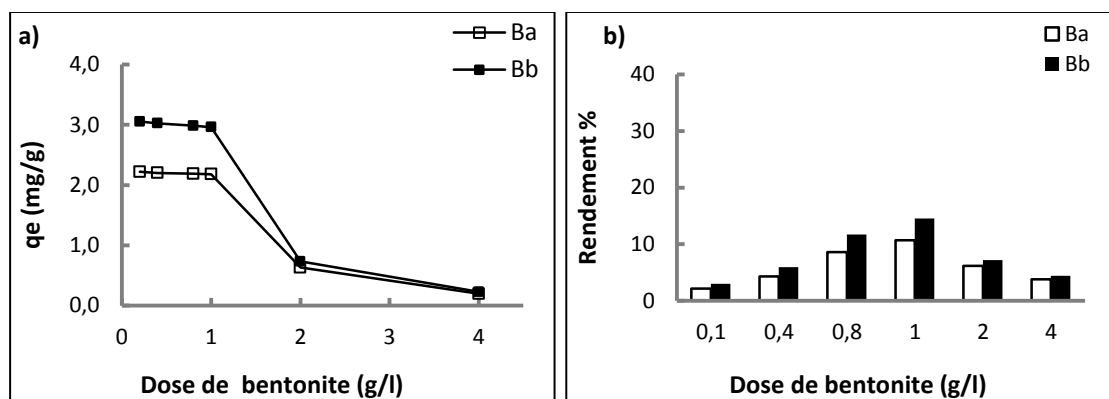 a)
Ba
Bb
4,0
3,0
2,0
1,0
0,0
qe (mg/g)
0 1 2 3 4
Dose de bentonite (g/l)
b)
Ba
Bb
40
30
20
10
0
Rendement %
0,1 0,4 0,8 1 2 4
Dose de bentonite (g/l)